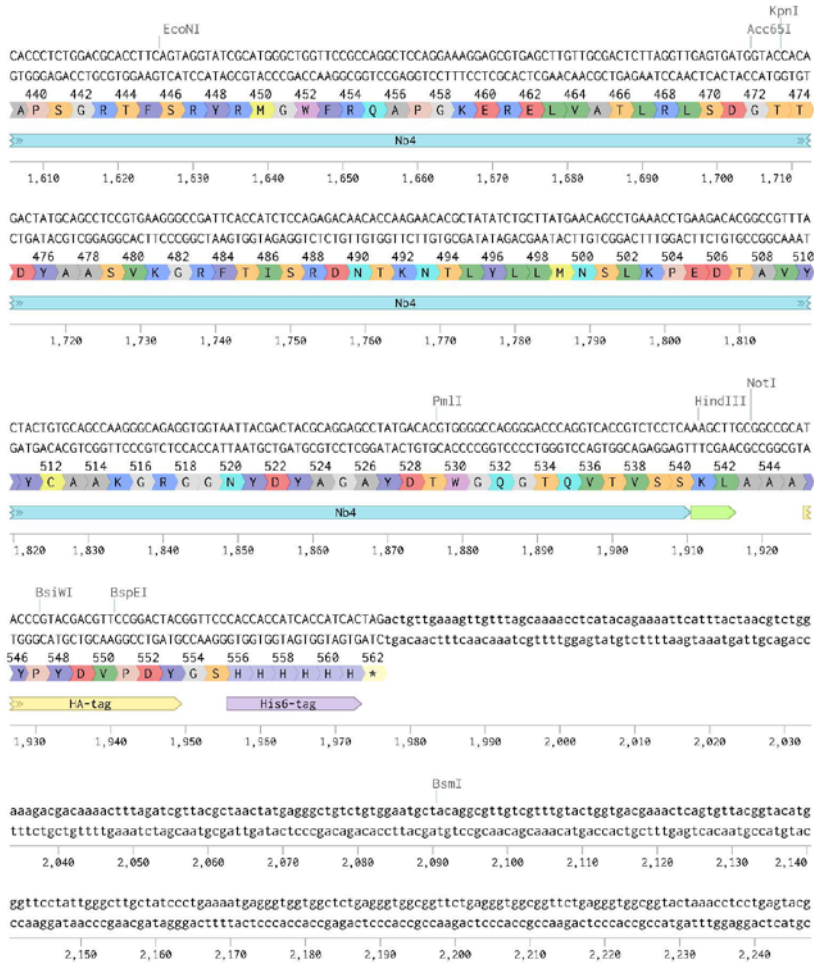 KpnI
EcoNI Acc65I
CACCCTCTGGACGCACCTTCAGTAGGTATCGCATGGGCTGGTTCCGCCAGGCTCCAGGAAAGGAGCGTGAGCTTGTTGCGACTCTTAGGTTGAGTGATGGTACCACA
GTGGGAGACCTGCGTGGAAGTCATCCATAGCGTACCCGACCAAGGCGGTCCGAGGTCCTTTCCTCGCACTCGAACAACGCTGAGAATCCAACTCACTACCATGGTGT
440 442 444 446 448 450 452 454 456 458 460 462 464 466 468 470 472 474
A P S G R T F S R Y R M G W F R Q A P G K E R E L V A T L R L S D G T T
Nb4
1,610 1,620 1,630 1,640 1,650 1,660 1,670 1,680 1,690 1,700 1,710
GACTATGCAGCCTCCGTGAAGGGCCGATTCACCATCTCCAGAGACAACACCAAGAACACGCTATATCTGCTTATGAACAGCCTGAAACCTGAAGACACGGCCGTTTA
CTGATACGTCGGAGGCACTTCCCGGCTAAGTGGTAGAGGTCTCTGTTGTGGTTCTTGTGCGATATAGACGAATACTTGTCGGACTTTGGACTTCTGTGCCGGCAAAT
476 478 480 482 484 486 488 490 492 494 496 498 500 502 504 506 508 510
D Y A A S V K G R F T I S R D N T K N T L Y L L M N S L K P E D T A V Y
Nb4
1,720 1,730 1,740 1,750 1,760 1,770 1,780 1,790 1,800 1,810
NotI
PmlI HindIII
CTACTGTGCAGCCAAGGGCAGAGGTGGTAATTACGACTACGCAGGAGCCTATGACACGTGGGGCCAGGGGACCCAGGTCACCGTCTCCTCAAAGCTTGCGGCCGCAT
GATGACACGTCGGTTCCCGTCTCCACCATTAATGCTGATGCGTCCTCGGATACTGTGCACCCCGGTCCCCTGGGTCCAGTGGCAGAGGAGTTTCGAACGCCGGCGTA
512 514 516 518 520 522 524 526 528 530 532 534 536 538 540 542 544
Y C A A K G R G G N Y D Y A G A Y D T W G Q G T Q V T V S S K L A A A
Nb4
1,820 1,830 1,840 1,850 1,860 1,870 1,880 1,890 1,900 1,910 1,920
BsiWI BspEI
ACCCGTACGACGTTCCGGACTACGGTTCCCACCACCATCACCATCACTAGactgttgaaagttgtttagcaaaacctcatacagaaaattcatttactaacgtctgg
TGGGCATGCTGCAAGGCCTGATGCCAAGGGTGGTGGTAGTGGTAGTGATCtgacaactttcaacaaatcgttttggagtatgtcttttaagtaaatgattgcagacc
546 548 550 552 554 556 558 560 562
Y P Y D V P D Y G S H H H H H H *
HA-tag His6-tag
1,930 1,940 1,950 1,960 1,970 1,980 1,990 2,000 2,010 2,020 2,030
BsmI
aaagacgacaaaactttagatcgttacgctaactatgagggctgtctgtggaatgctacaggcgttgtcgtttgtactggtgacgaaactcagtgttacggtacatg
tttctgctgttttgaaatctagcaatgcgattgatactcccgacagacaccttacgatgtccgcaacagcaaacatgaccactgctttgagtcacaatgccatgtac
2,040 2,050 2,060 2,070 2,080 2,090 2,100 2,110 2,120 2,130 2,140
ggttcctattgggcttgctatccctgaaaatgagggtggtggctctgagggtggcggttctgagggtggcggttctgagggtggcggtactaaacctcctgagtacg
ccaaggataacccgaacgatagggacttttactcccaccaccgagactcccaccgccaagactcccaccgccaagactcccaccgccatgatttggaggactcatgc
2,150 2,160 2,170 2,180 2,190 2,200 2,210 2,220 2,230 2,240